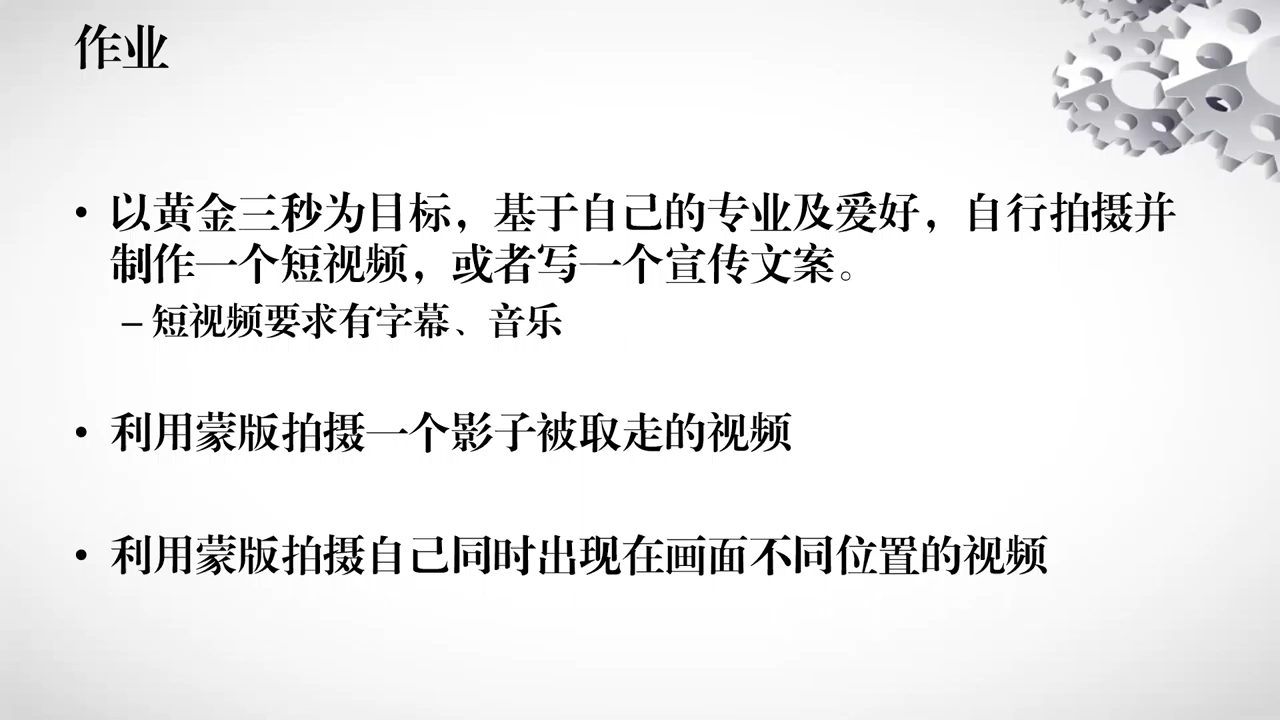 作业
• 以黄金三秒为目标，基于自己的专业及爱好，自行拍摄并
制作一个短视频，或者写一个宣传文案。
– 短视频要求有字幕、音乐
• 利用蒙版拍摄一个影子被取走的视频
• 利用蒙版拍摄自己同时出现在画面不同位置的视频